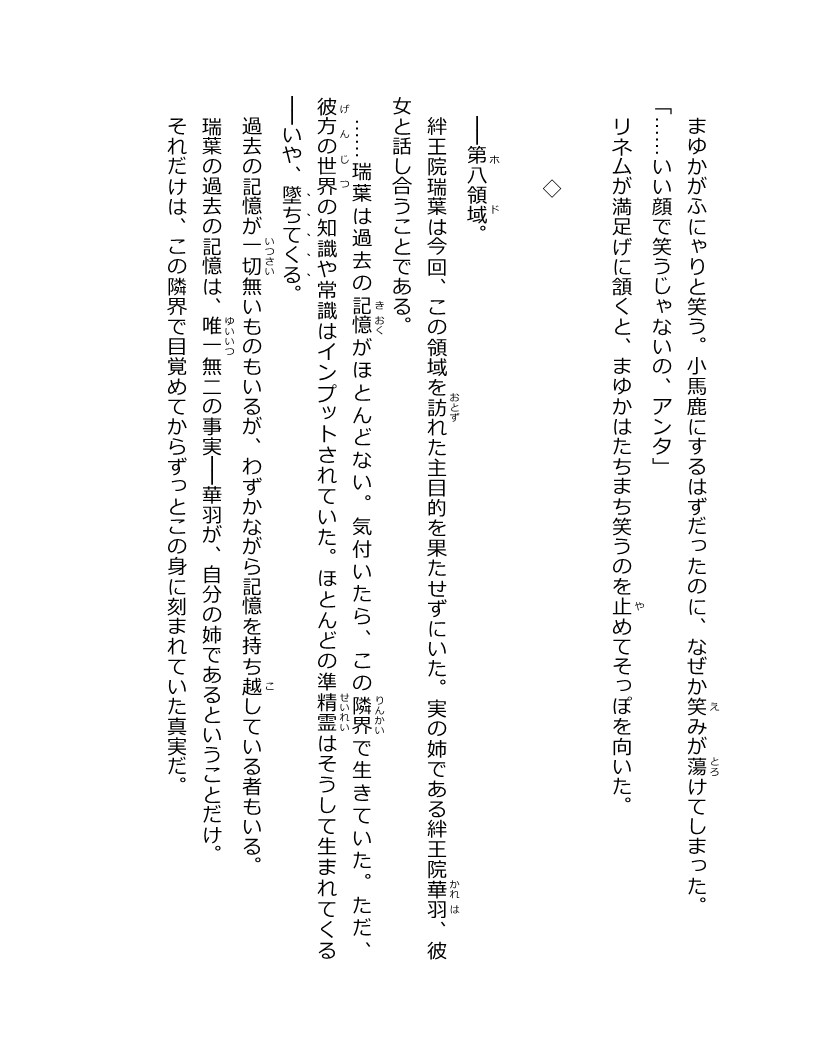 まゆかがふにゃりと笑う。小馬鹿にするはずだったのに、なぜか笑みが蕩けてしまった。
「……いい顔で笑うじゃないの、アンタ」
リネムが満足げに頷くと、まゆかはたちまち笑うのを止めてそっぽを向いた。
◇
――第八領域。
絆王院瑞葉は今回、この領域を訪れた主目的を果たせずにいた。実の姉である絆王院華羽、彼
女と話し合うことである。
……瑞葉は過去の記憶がほとんどない。気付いたら、この隣界で生きていた。ただ、
彼方の世界の知識や常識はインプットされていた。ほとんどの準精霊はそうして生まれてくる
――いや、墜ちてくる。
過去の記憶が一切無いものもいるが、わずかながら記憶を持ち越している者もいる。
瑞葉の過去の記憶は、唯一無二の事実――華羽が、自分の姉であるということだけ。
それだけは、この隣界で目覚めてからずっとこの身に刻まれていた真実だ。